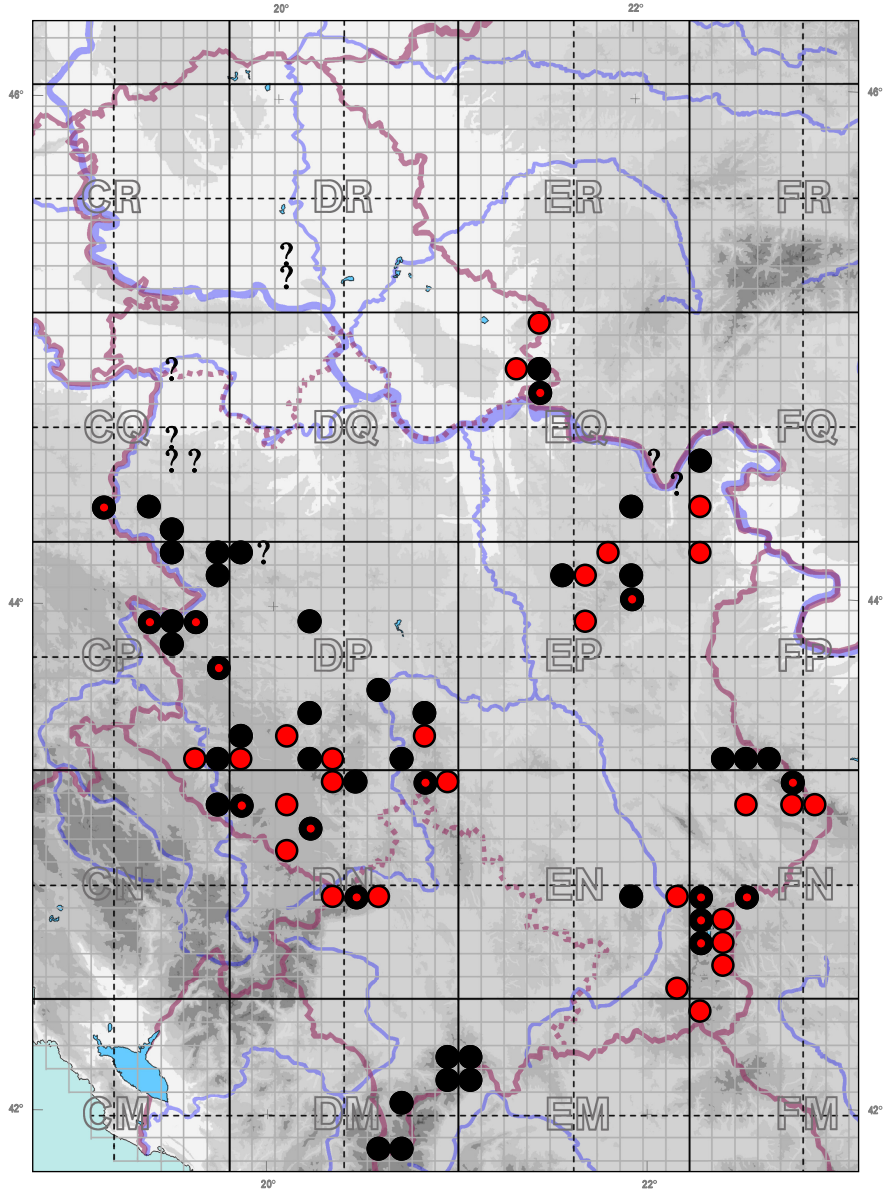 20° 22°
46° 46°
CR DR ER FR
?
?
?
CQ DQ EQ FQ
?
? ? ?
?
?
44° 44°
CP DP EP FP
CN DN EN FN
42° 42°
CM DM EM FM
20° 22°